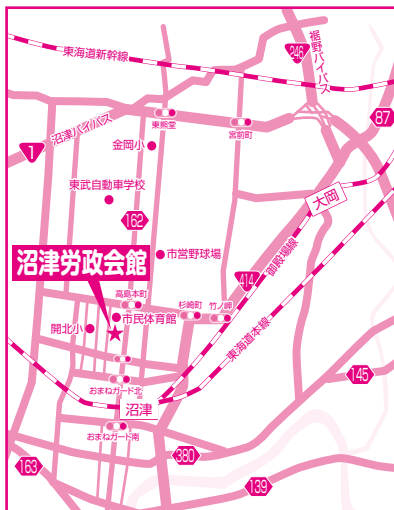 東海道新幹線
246
裾野バイパス
沼津バイパス
東熊堂
宮前町
87
1
金岡小
東武自動車学校
162
大岡
市営野球場
沼津労政会館
御殿場線
414
高島本町
杉崎町
竹ノ岬
市民体育館
開北小
東海道本線
おまねガード北
145
沼津
おまねガード南
380
163
139